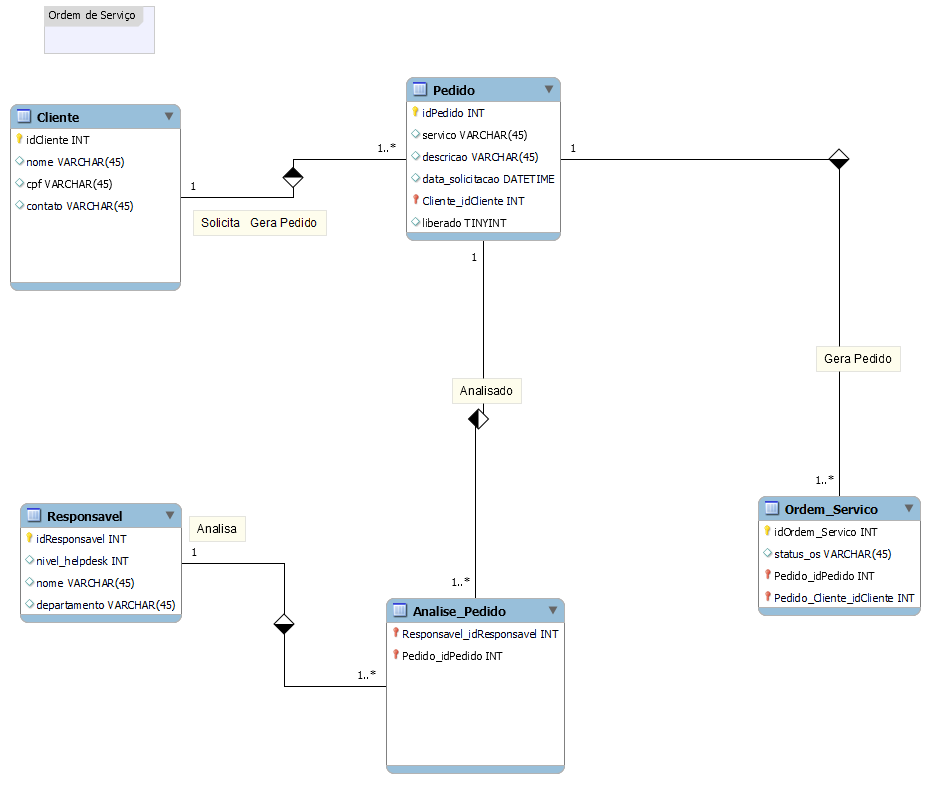 Ordem de Serviço
Cliente
idCliente INT
nome VARCHAR(45)
cpf VARCHAR(45)
contato VARCHAR(45)
1
1..*
Solicita Gera Pedido
Pedido
idPedido INT
servico VARCHAR(45)
descricao VARCHAR(45)
data_solicitacao DATETIME
Cliente_idCliente INT
liberado TINYINT
1
1
Analisado
1..*
Gera Pedido
1..*
Responsavel
idResponsavel INT
nivel_helpdesk INT
nome VARCHAR(45)
departamento VARCHAR(45)
Analisa
1
1..*
Analise_Pedido
Responsavel_idResponsavel INT
Pedido_idPedido INT
Ordem_Servico
idOrdem_Servico INT
status_os VARCHAR(45)
Pedido_idPedido INT
Pedido_Cliente_idCliente INT